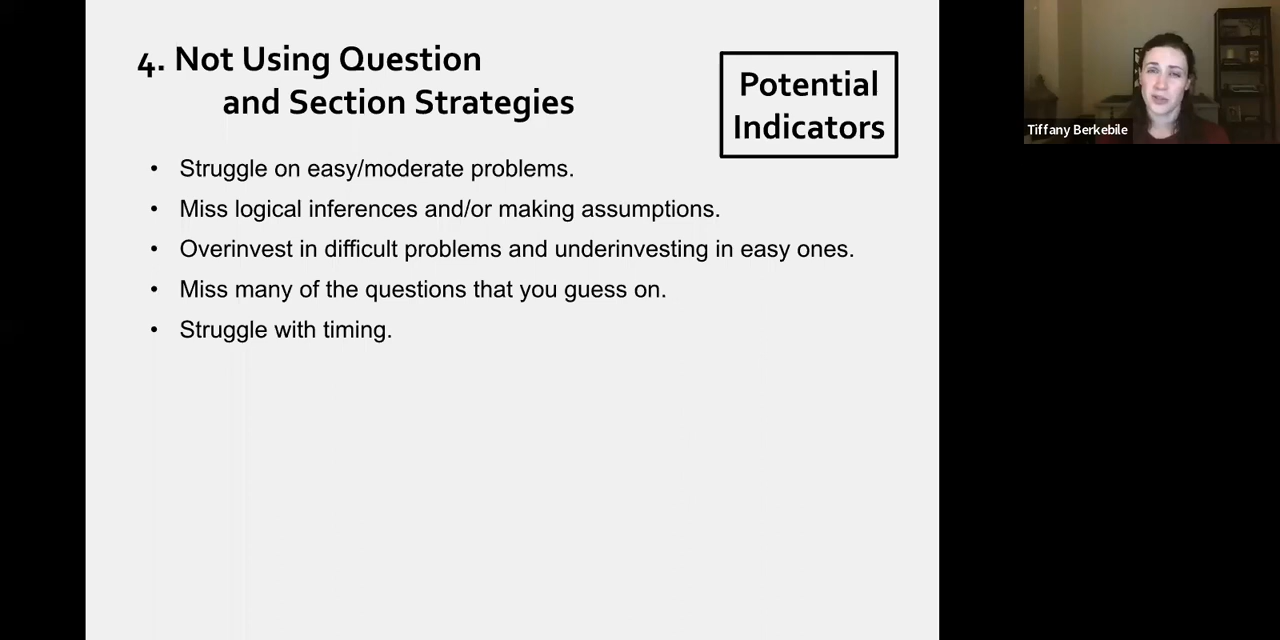 4. Not Using Question
and Section Strategies
Potential
Indicators
• Struggle on easy/moderate problems.
• Miss logical inferences and/or making assumptions.
• Overinvest in difficult problems and underinvesting in easy ones.
• Miss many of the questions that you guess on.
• Struggle with timing.
Tiffany Berkebile